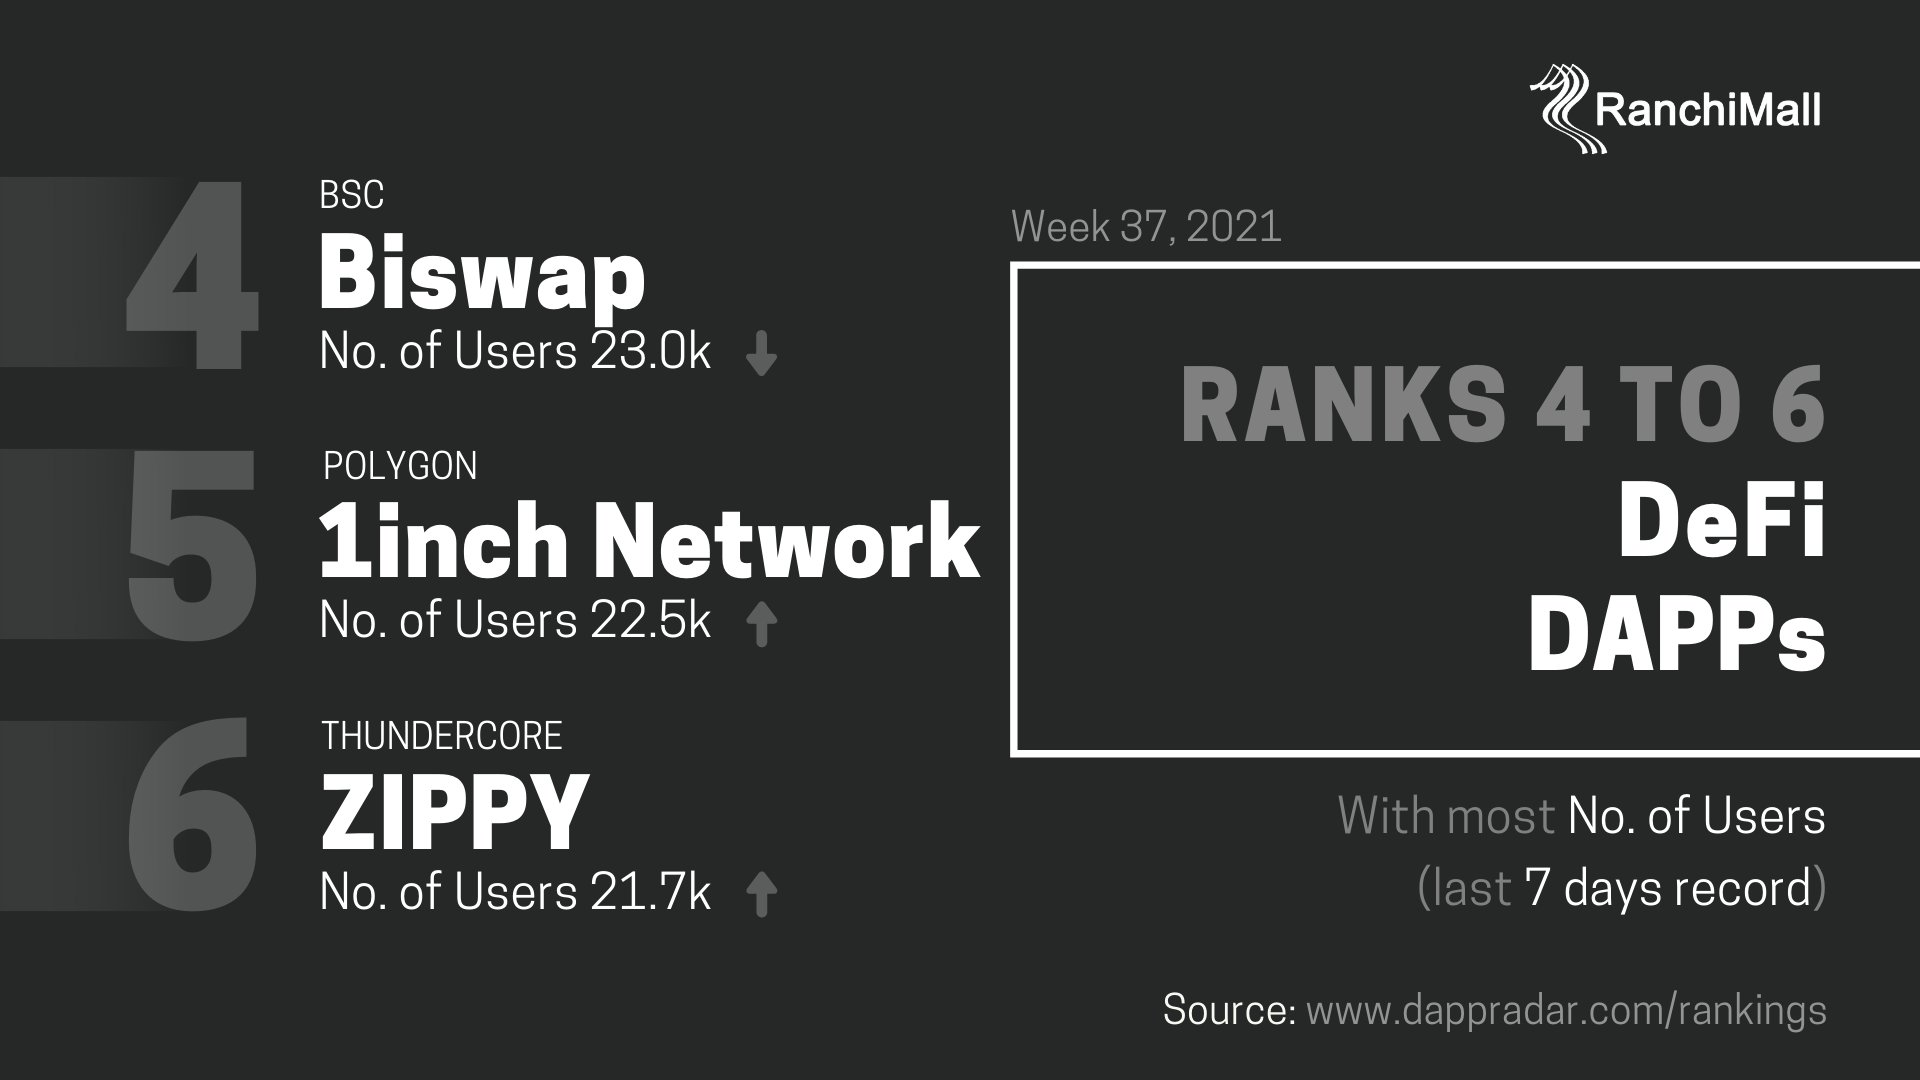 RanchiMall
4
BSC
Biswap
No. of Users 23.0k
5
POLYGON
1inch Network
No. of Users 22.5k
6
THUNDERCORE
ZIPPY
No. of Users 21.7k
Week 37, 2021
RANKS 4 TO 6
DeFi
DAPPs
With most No. of Users
(last 7 days record)
Source: www.dappradar.com/rankings